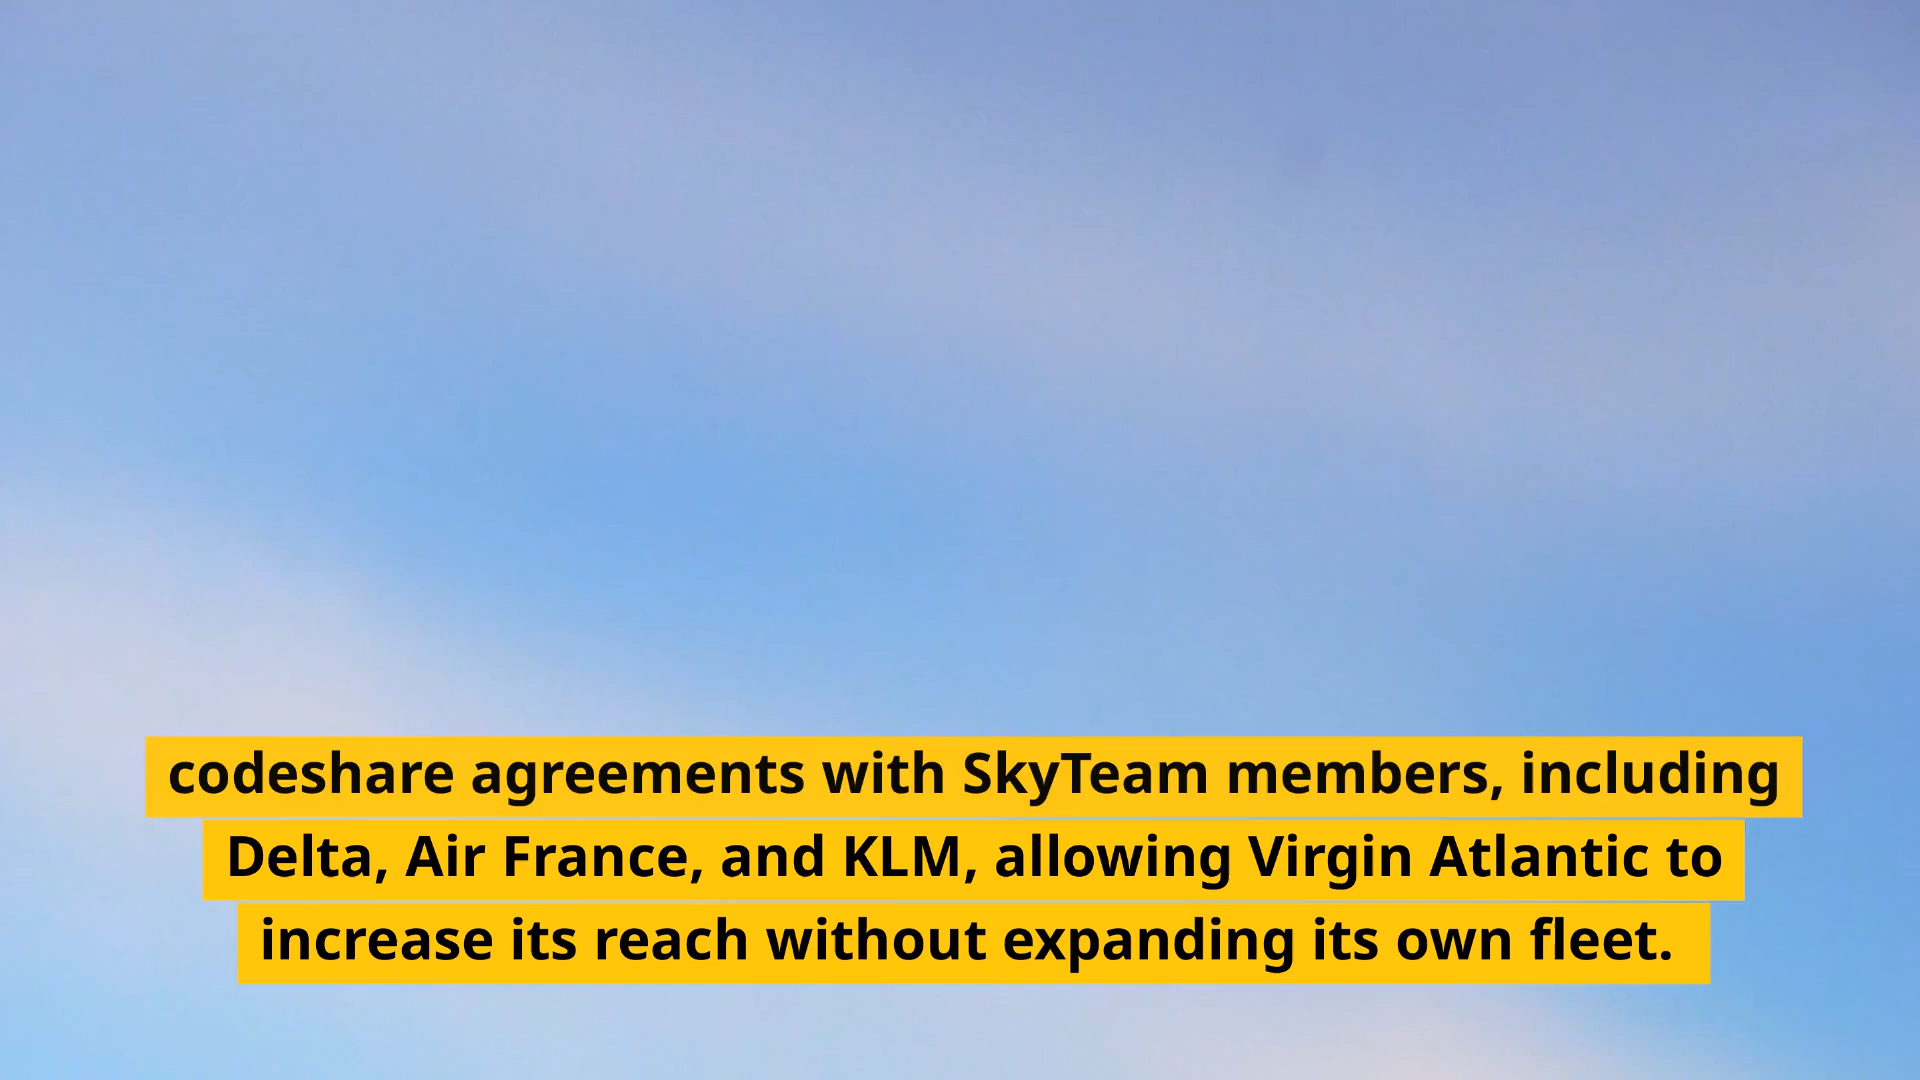 codeshare agreements with SkyTeam members, including
Delta, Air France, and KLM, allowing Virgin Atlantic to
increase its reach without expanding its own fleet.